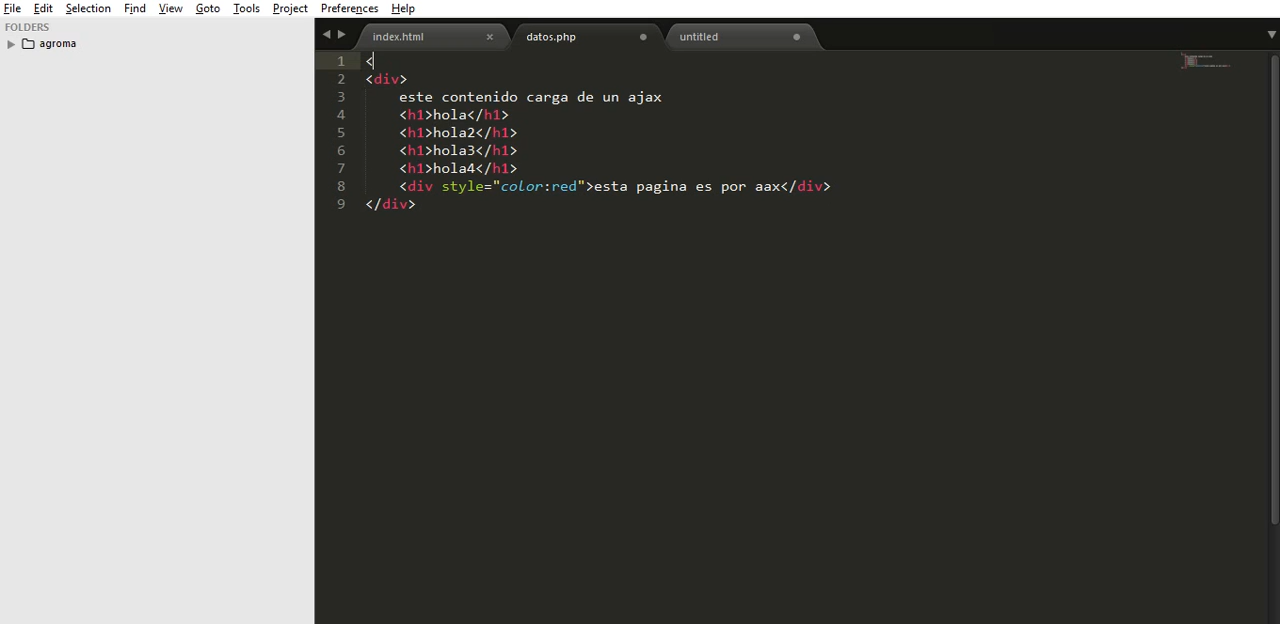 File Edit Selection Find View Goto Tools Project Preferences Help
FOLDERS
agroma
index.html × datos.php untitled
1 <
2 <div>
3 este contenido carga de un ajax
4 <h1>hola</h1>
5 <h1>hola2</h1>
6 <h1>hola3</h1>
7 <h1>hola4</h1>
8 <div style="color:red">esta pagina es por aax</div>
9 </div>